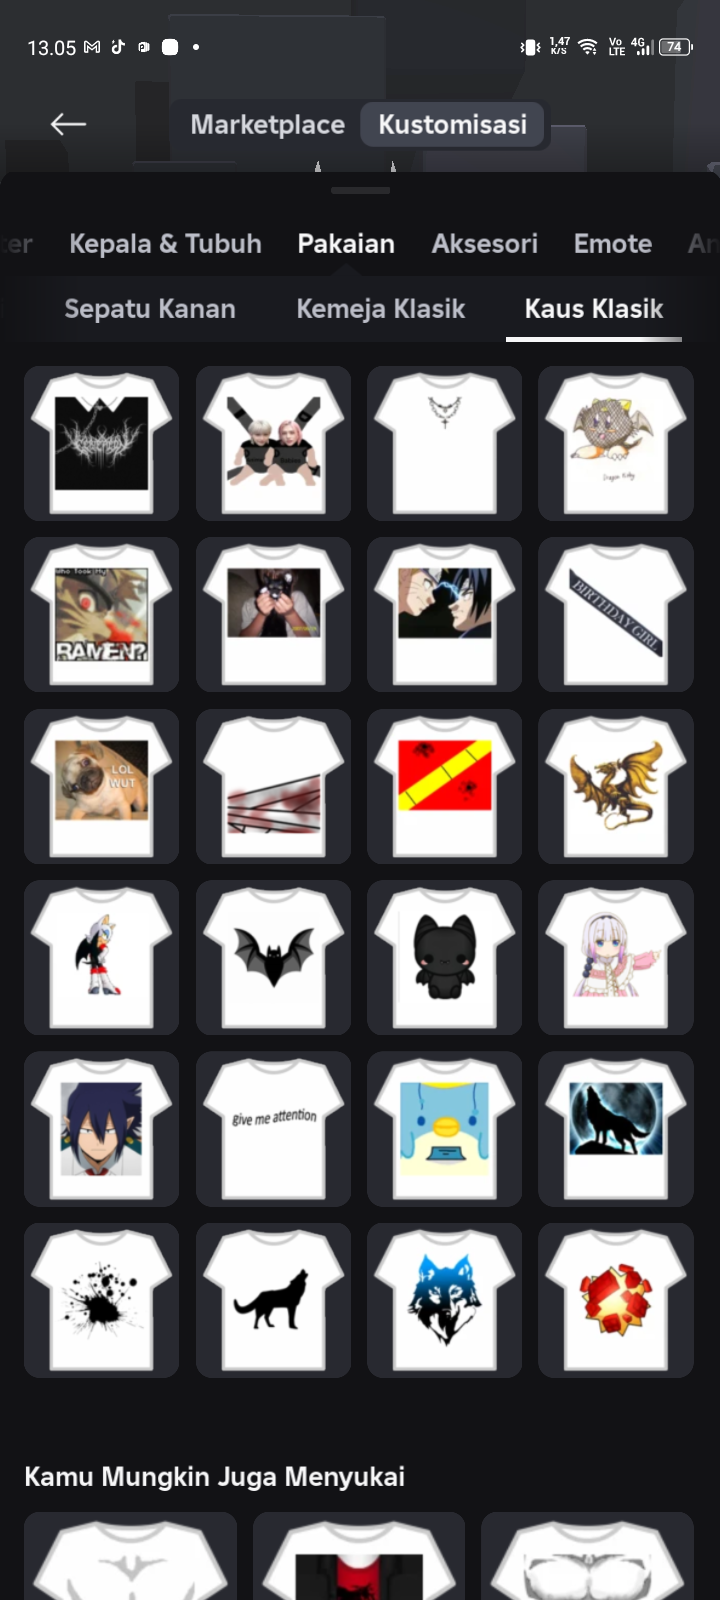 13.05
1,47 K/S
Vo LTE
4G
74
Marketplace
Kustomisasi
er
Kepala & Tubuh
Pakaian
Aksesori
Emote
An
Sepatu Kanan
Kemeja Klasik
Kaus Klasik
Dragon Kirby
Who Took My
RAMEN?
BIRTHDAY GIRL
LOL
WUT
give me attention
Kamu Mungkin Juga Menyukai